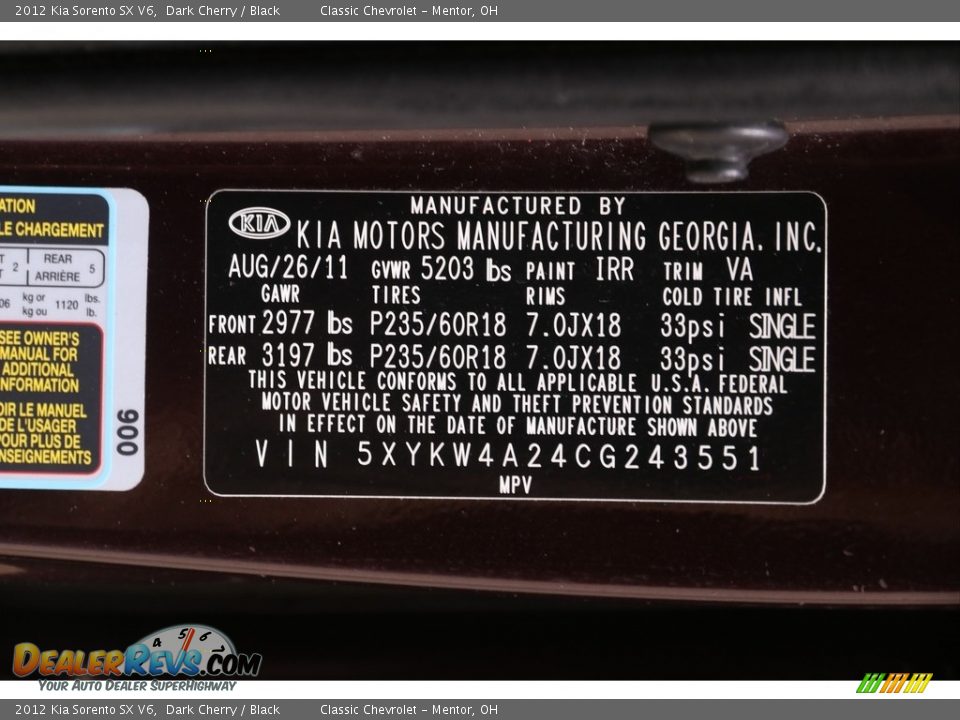 2012 Kia Sorento SX V6, Dark Cherry / Black Classic Chevrolet - Mentor, OH
ATION
LE CHARGEMENT
2 REAR ARRIÈRE 5
06 kg or kg ou 1120 lbs. lb.
SEE OWNER'S
MANUAL FOR
ADDITIONAL
NFORMATION
OIR LE MANUEL
DE L'USAGER
POUR PLUS DE
NSEIGNEMENTS
006
MANUFACTURED BY
KIA KIA MOTORS MANUFACTURING GEORGIA, INC.
AUG/26/11 GVWR 5203 lbs PAINT IRR TRIM VA
GAWR TIRES RIMS COLD TIRE INFL
FRONT 2977 lbs P235/60R18 7.0JX18 33psi SINGLE
REAR 3197 lbs P235/60R18 7.0JX18 33psi SINGLE
THIS VEHICLE CONFORMS TO ALL APPLICABLE U.S.A. FEDERAL
MOTOR VEHICLE SAFETY AND THEFT PREVENTION STANDARDS
IN EFFECT ON THE DATE OF MANUFACTURE SHOWN ABOVE
VIN 5XYKW4A24CG243551
MPV
4 5 6
DEALERREVS.COM
YOUR AUTO DEALER SUPERHIGHWAY
2012 Kia Sorento SX V6, Dark Cherry / Black Classic Chevrolet - Mentor, OH